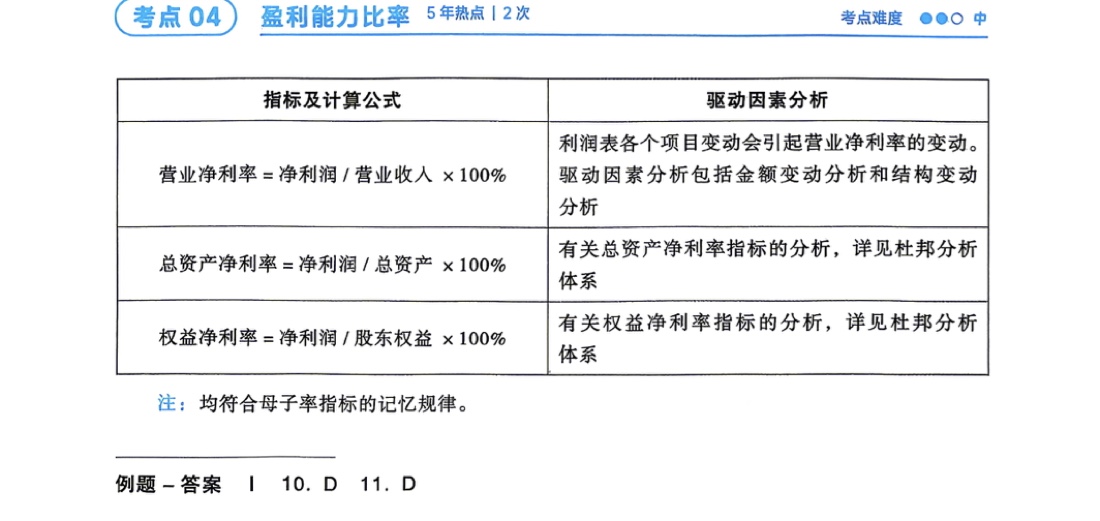 考点 04 盈利能力比率 5 年热点 | 2 次 考点难度 中
指标及计算公式 驱动因素分析
营业净利率 = 净利润 / 营业收入 × 100%
利润表各个项目变动会引起营业净利率的变动。
驱动因素分析包括金额变动分析和结构变动
分析
总资产净利率 = 净利润 / 总资产 × 100%
有关总资产净利率指标的分析，详见杜邦分析
体系
权益净利率 = 净利润 / 股东权益 × 100%
有关权益净利率指标的分析，详见杜邦分析
体系
注：均符合母子率指标的记忆规律。
例题 – 答案 | 10. D 11. D